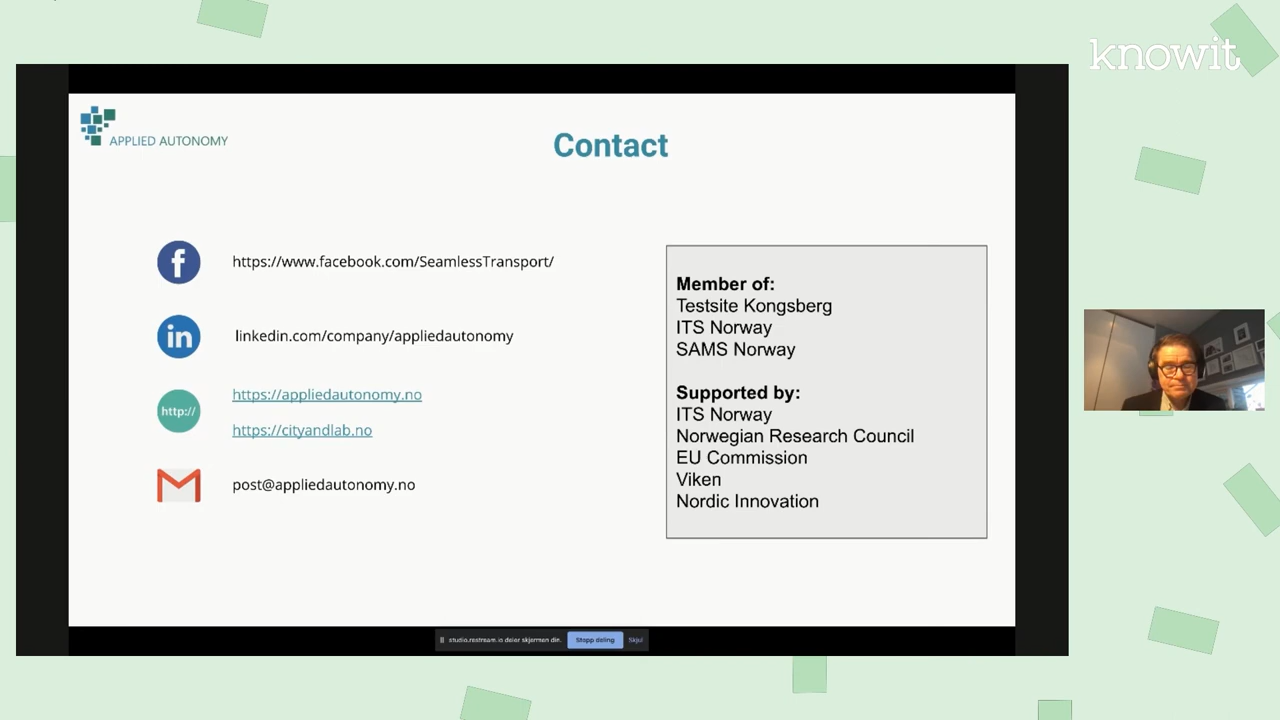 knowit
APPLIED AUTONOMY
Contact
f
https://www.facebook.com/SeamlessTransport/
in
linkedin.com/company/appliedautonomy
http://
https://appliedautonomy.no
https://cityandlab.no
post@appliedautonomy.no
Member of:
Testsite Kongsberg
ITS Norway
SAMS Norway
Supported by:
ITS Norway
Norwegian Research Council
EU Commission
Viken
Nordic Innovation
studio.restream.io deler skjermen din. Stopp deling Skjul